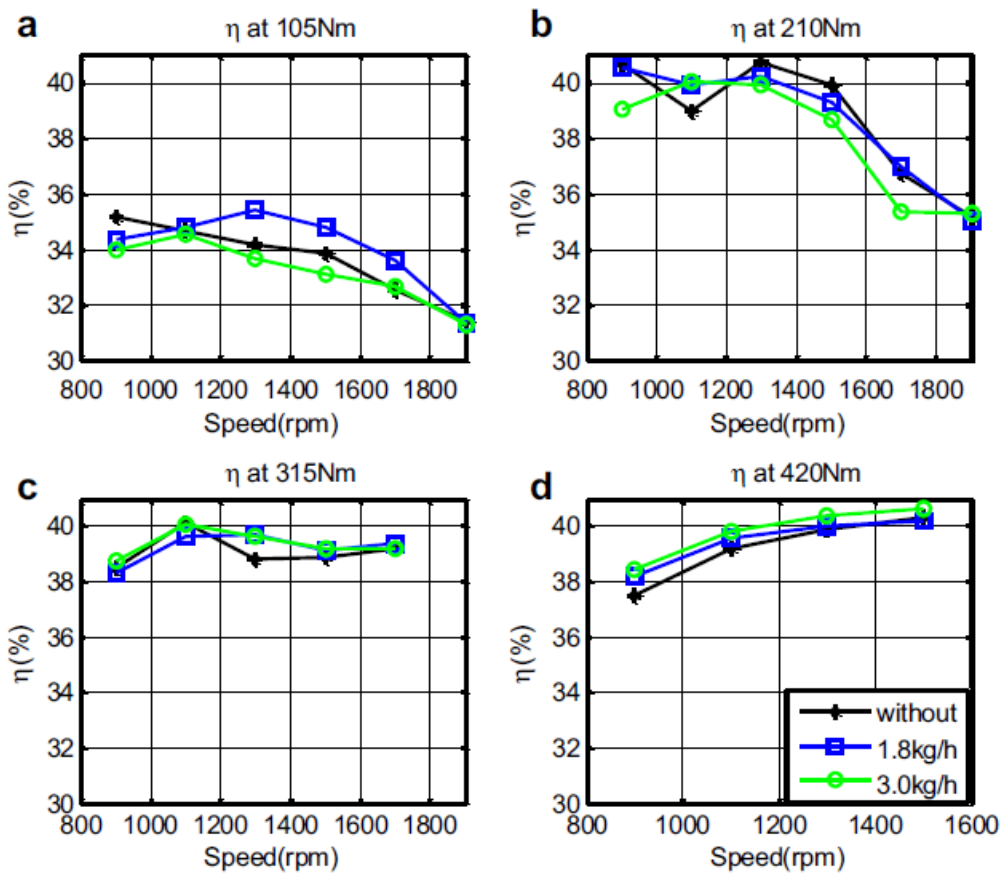 a
η at 105Nm
40
38
36
34
32
30
η(%)
800 1000 1200 1400 1600 1800
Speed(rpm)
b
η at 210Nm
40
38
36
34
32
30
η(%)
800 1000 1200 1400 1600 1800
Speed(rpm)
c
η at 315Nm
40
38
36
34
32
30
η(%)
800 1000 1200 1400 1600 1800
Speed(rpm)
d
η at 420Nm
40
38
36
34
32
30
η(%)
without
1.8kg/h
3.0kg/h
800 1000 1200 1400 1600
Speed(rpm)